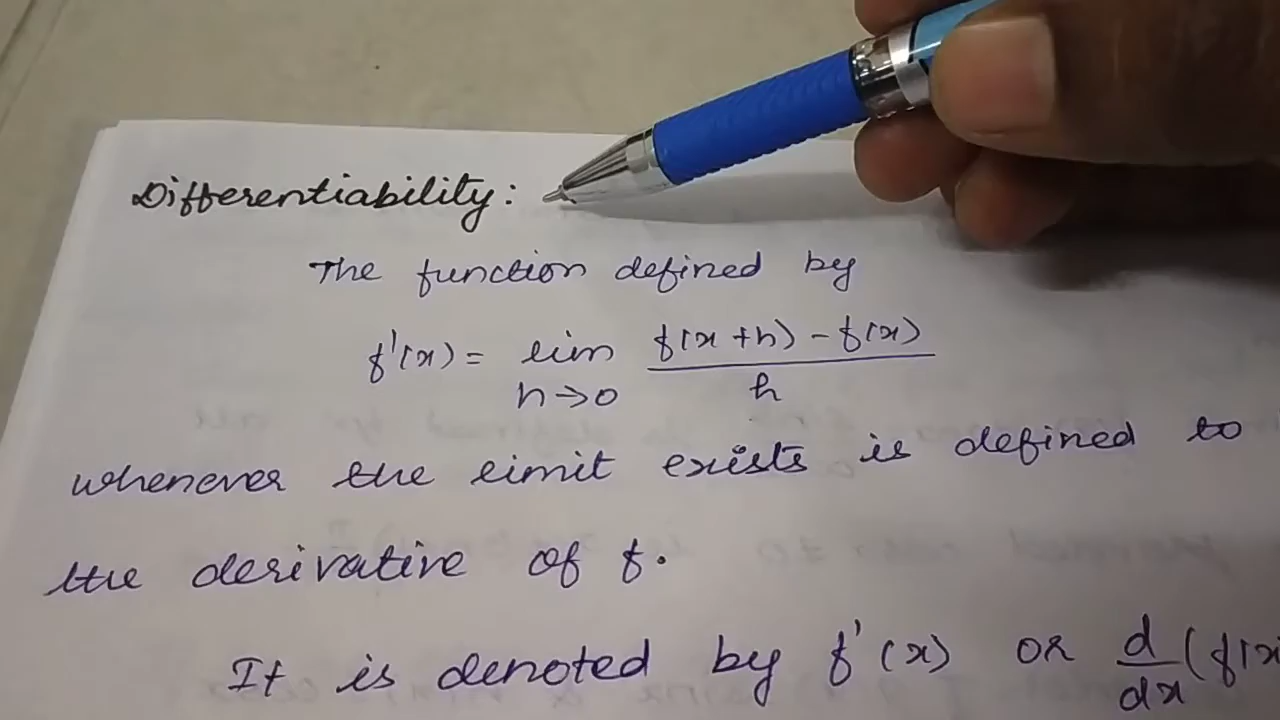 Differentiability:
The function defined by
f'(x) = lim h→0 f(x+h) - f(x) / h
whenever the limit exists is defined to
the derivative of f.
It is denoted by f'(x) or d/dx (f(x